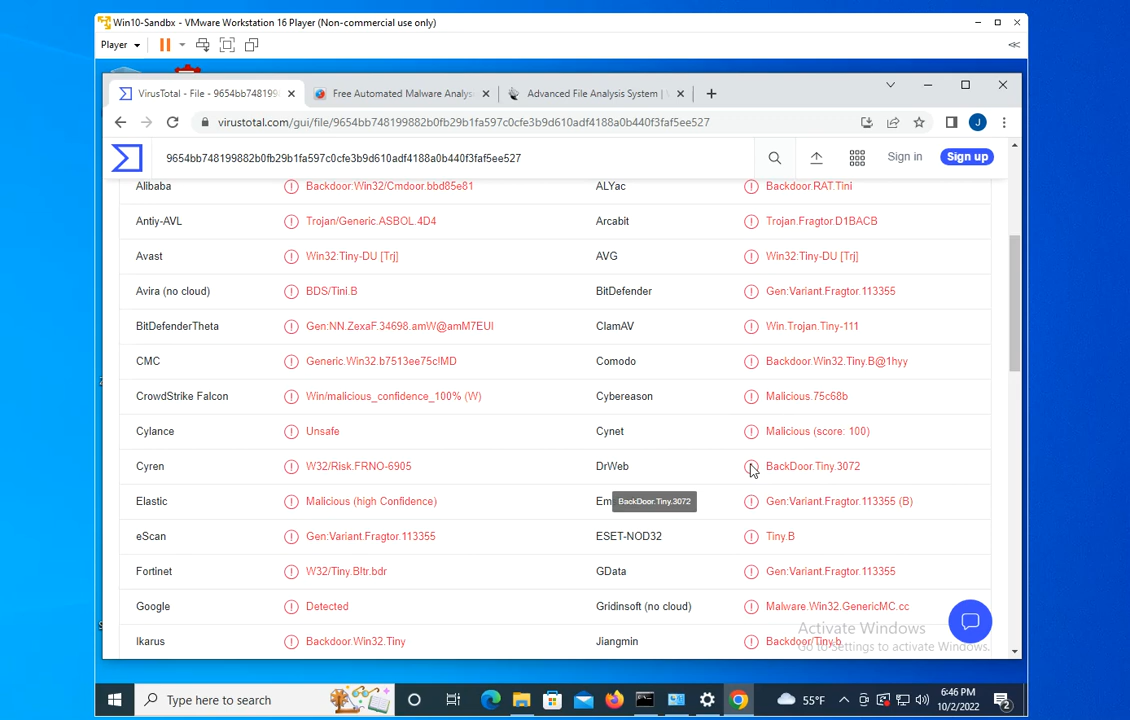 Win10-Sandbx - VMware Workstation 16 Player (Non-commercial use only)
Player
VirusTotal - File - 9654bb748199
Free Automated Malware Analys
Advanced File Analysis System |
virustotal.com/gui/file/9654bb748199882b0fb29b1fa597c0cfe3b9d610adf4188a0b440f3faf5ee527
J
9654bb748199882b0fb29b1fa597c0cfe3b9d610adf4188a0b440f3faf5ee527
Sign in
Sign up
Alibaba Backdoor:Win32/Cmdoor.bbd85e81 ALYac Backdoor.RAT.Tini
Antiy-AVL Trojan/Generic.ASBOL.4D4 Arcabit Trojan.Fragtor.D1BACB
Avast Win32:Tiny-DU [Trj] AVG Win32:Tiny-DU [Trj]
Avira (no cloud) BDS/Tini.B BitDefender Gen:Variant.Fragtor.113355
BitDefenderTheta Gen:NN.ZexaF.34698.amW@amM7EUI ClamAV Win.Trojan.Tiny-111
CMC Generic.Win32.b7513ee75c!MD Comodo Backdoor.Win32.Tiny.B@1hyy
CrowdStrike Falcon Win/malicious_confidence_100% (W) Cybereason Malicious.75c68b
Cylance Unsafe Cynet Malicious (score: 100)
Cyren W32/Risk.FRNO-6905 DrWeb BackDoor.Tiny.3072
Elastic Malicious (high Confidence) Em BackDoor.Tiny.3072 Gen:Variant.Fragtor.113355 (B)
eScan Gen:Variant.Fragtor.113355 ESET-NOD32 Tiny.B
Fortinet W32/Tiny.B!tr.bdr GData Gen:Variant.Fragtor.113355
Google Detected Gridinsoft (no cloud) Malware.Win32.GenericMC.cc
Ikarus Backdoor.Win32.Tiny Jiangmin Backdoor/Tiny.b
Activate Windows
Go to Settings to activate Windows.
Type here to search
55°F
6:46 PM
10/2/2022
2